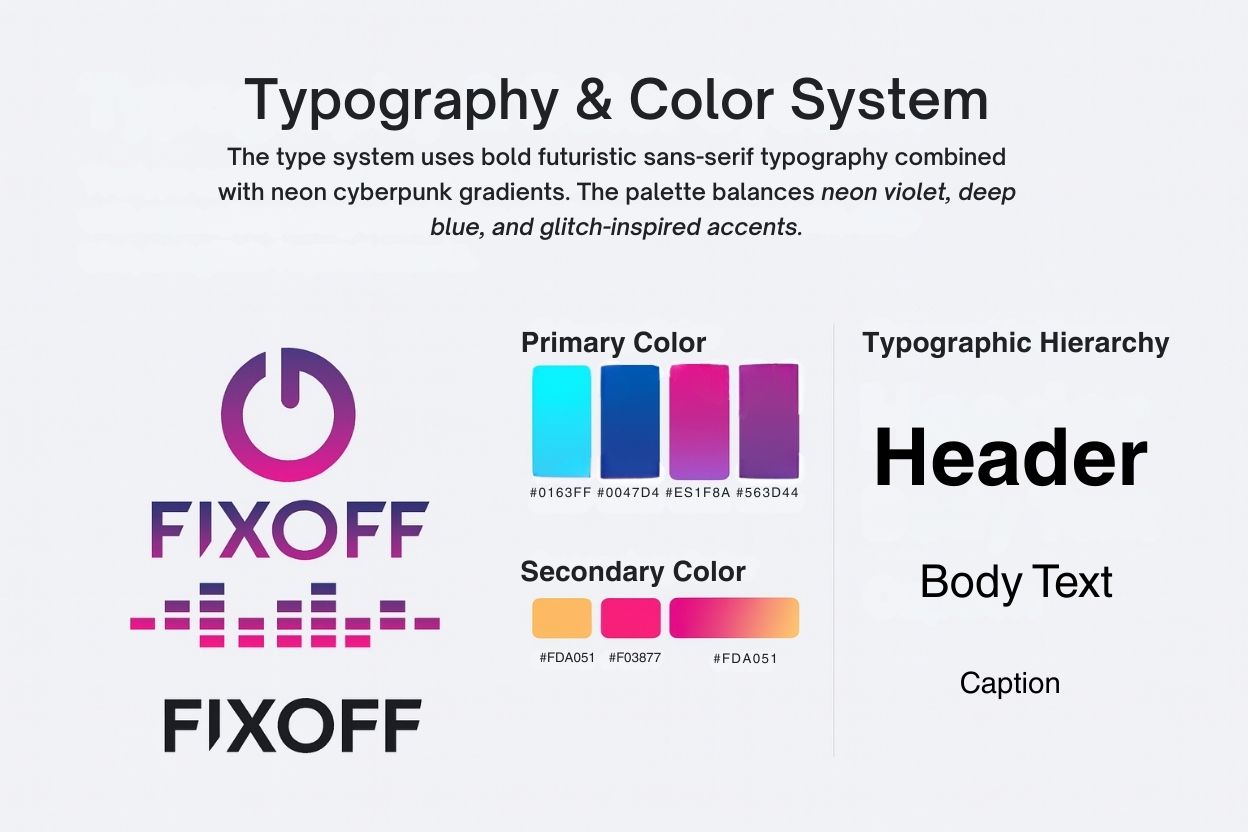 Typography & Color System
The type system uses bold futuristic sans-serif typography combined
with neon cyberpunk gradients. The palette balances neon violet, deep
blue, and glitch-inspired accents.
FIXOFF
FIXOFF
Primary Color
#0163FF #0047D4 #ES1F8A #563D44
Secondary Color
#FDA051 #F03877 #FDA051
Typographic Hierarchy
Header
Body Text
Caption